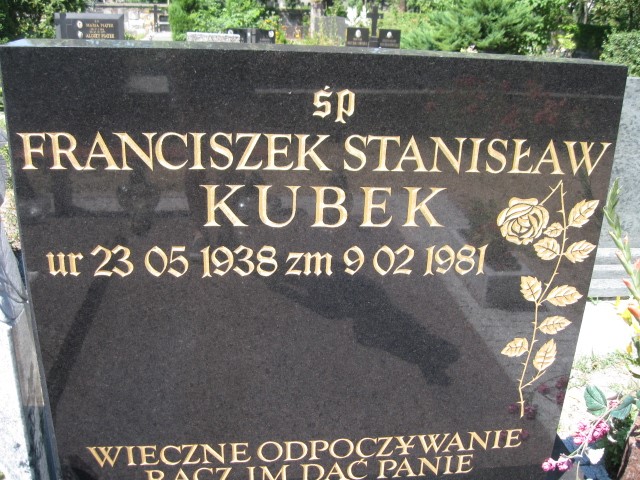 śp
FRANCISZEK STANISŁAW
KUBEK
ur 23 05 1938 zm 9 02 1981
WIECZNE ODPOCZYWANIE
RACZ IM DAĆ PANIE